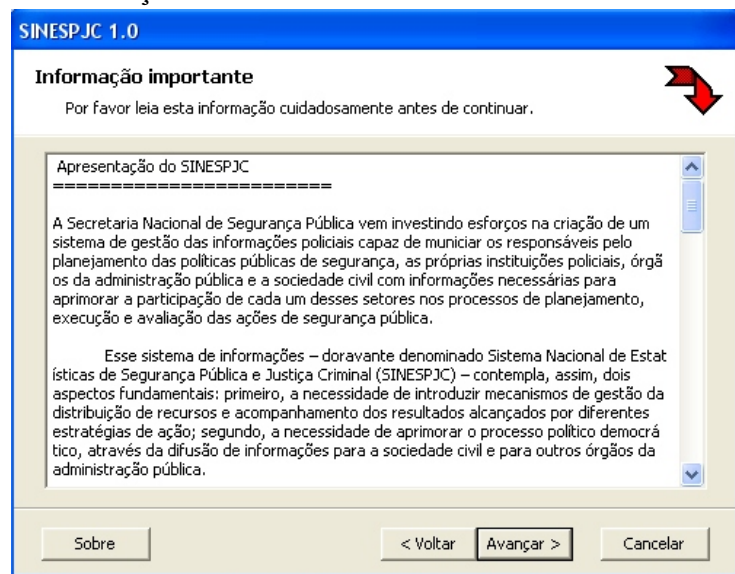 SINESPJC 1.0
Informação importante
Por favor leia esta informação cuidadosamente antes de continuar.
Apresentação do SINESPJC
========================
A Secretaria Nacional de Segurança Pública vem investindo esforços na criação de um
sistema de gestão das informações policiais capaz de municiar os responsáveis pelo
planejamento das políticas públicas de segurança, as próprias instituições policiais, órgã
os da administração pública e a sociedade civil com informações necessárias para
aprimorar a participação de cada um desses setores nos processos de planejamento,
execução e avaliação das ações de segurança pública.
Esse sistema de informações – doravante denominado Sistema Nacional de Estat
ísticas de Segurança Pública e Justiça Criminal (SINESPJC) – contempla, assim, dois
aspectos fundamentais: primeiro, a necessidade de introduzir mecanismos de gestão da
distribuição de recursos e acompanhamento dos resultados alcançados por diferentes
estratégias de ação; segundo, a necessidade de aprimorar o processo político democrá
tico, através da difusão de informações para a sociedade civil e para outros órgãos da
administração pública.
Sobre < Voltar Avançar > Cancelar